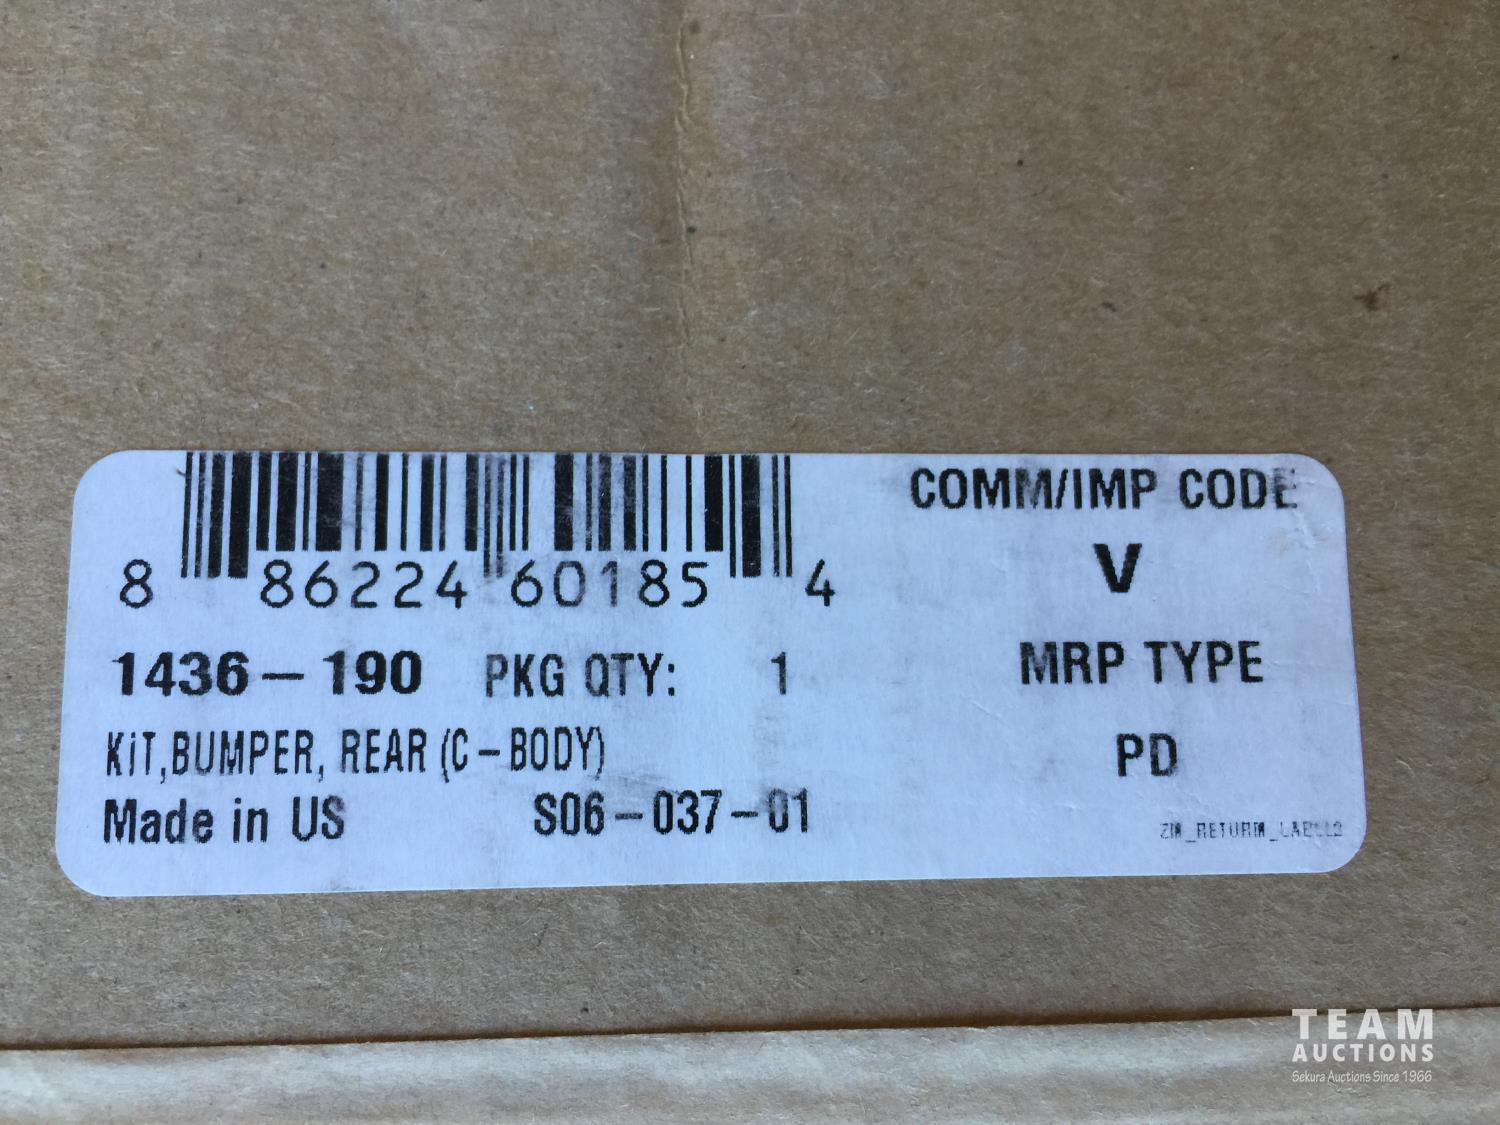 COMM/IMP CODE
V
8 86224 60185 4
1436-190 PKG QTY: 1
MRP TYPE
KiT,BUMPER, REAR (C-BODY)
PD
Made in US S06-037-01
TEAM
AUCTIONS
Sekura Auctions Since 1966